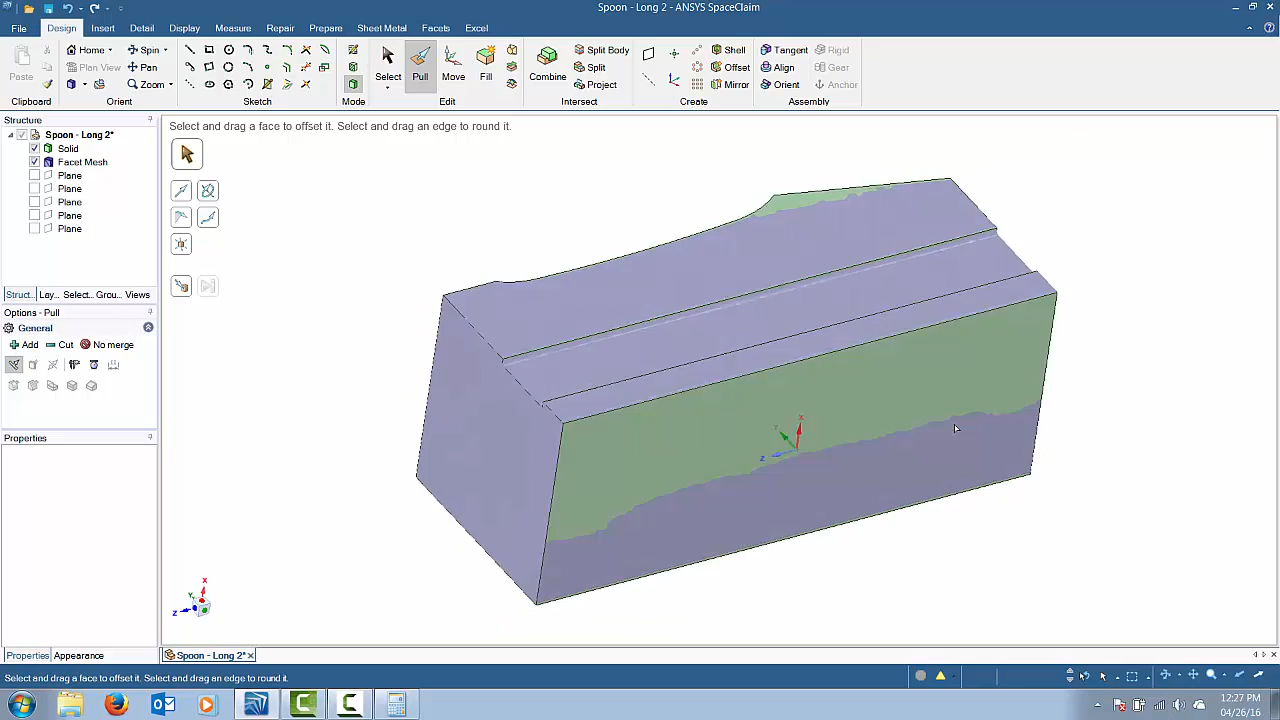 Spoon - Long 2 - ANSYS SpaceClaim
File Design Insert Detail Display Measure Repair Prepare Sheet Metal Facets Excel
Paste Home Spin Plan View Pan Zoom Select Pull Move Fill Combine Split Body Split Project Shell Offset Mirror Tangent Align Orient Rigid Gear Anchor
Clipboard Orient Sketch Mode Edit Intersect Create Assembly
Structure
Select and drag a face to offset it. Select and drag an edge to round it.
Spoon - Long 2*
Solid
Facet Mesh
Plane
Plane
Plane
Plane
Plane
Struct... Lay... Select... Grou... Views
Options - Pull
General
Add Cut No merge
Properties
X
Y
Z
X
Y
Z
Properties Appearance
Spoon - Long 2*
Select and drag a face to offset it. Select and drag an edge to round it.
12:27 PM
04/26/16